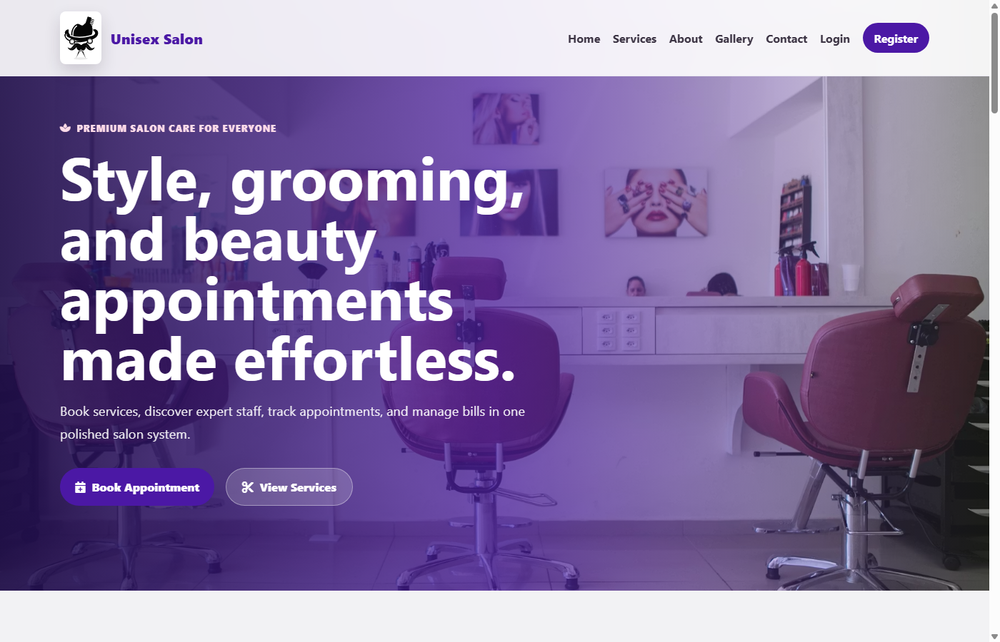 Unisex Salon
Home Services About Gallery Contact Login Register
PREMIUM SALON CARE FOR EVERYONE
Style, grooming,
and beauty
appointments
made effortless.
Book services, discover expert staff, track appointments, and manage bills in one
polished salon system.
Book Appointment View Services